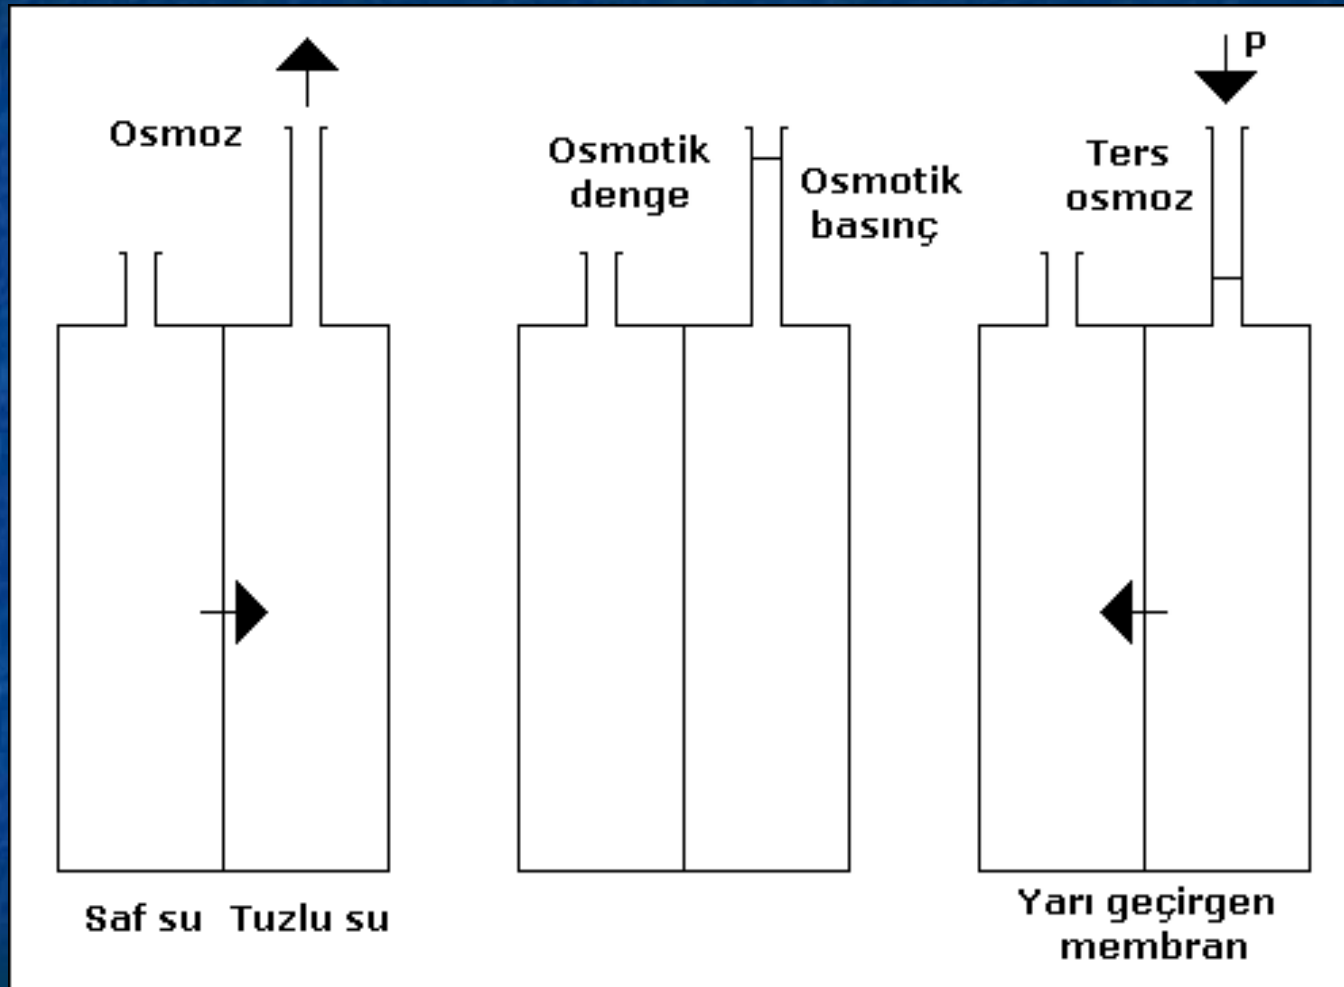 Osmoz
Osmotik
denge
Osmotik
basınç
P
Ters
osmoz
Saf su
Tuzlu su
Yarı geçirgen
membran